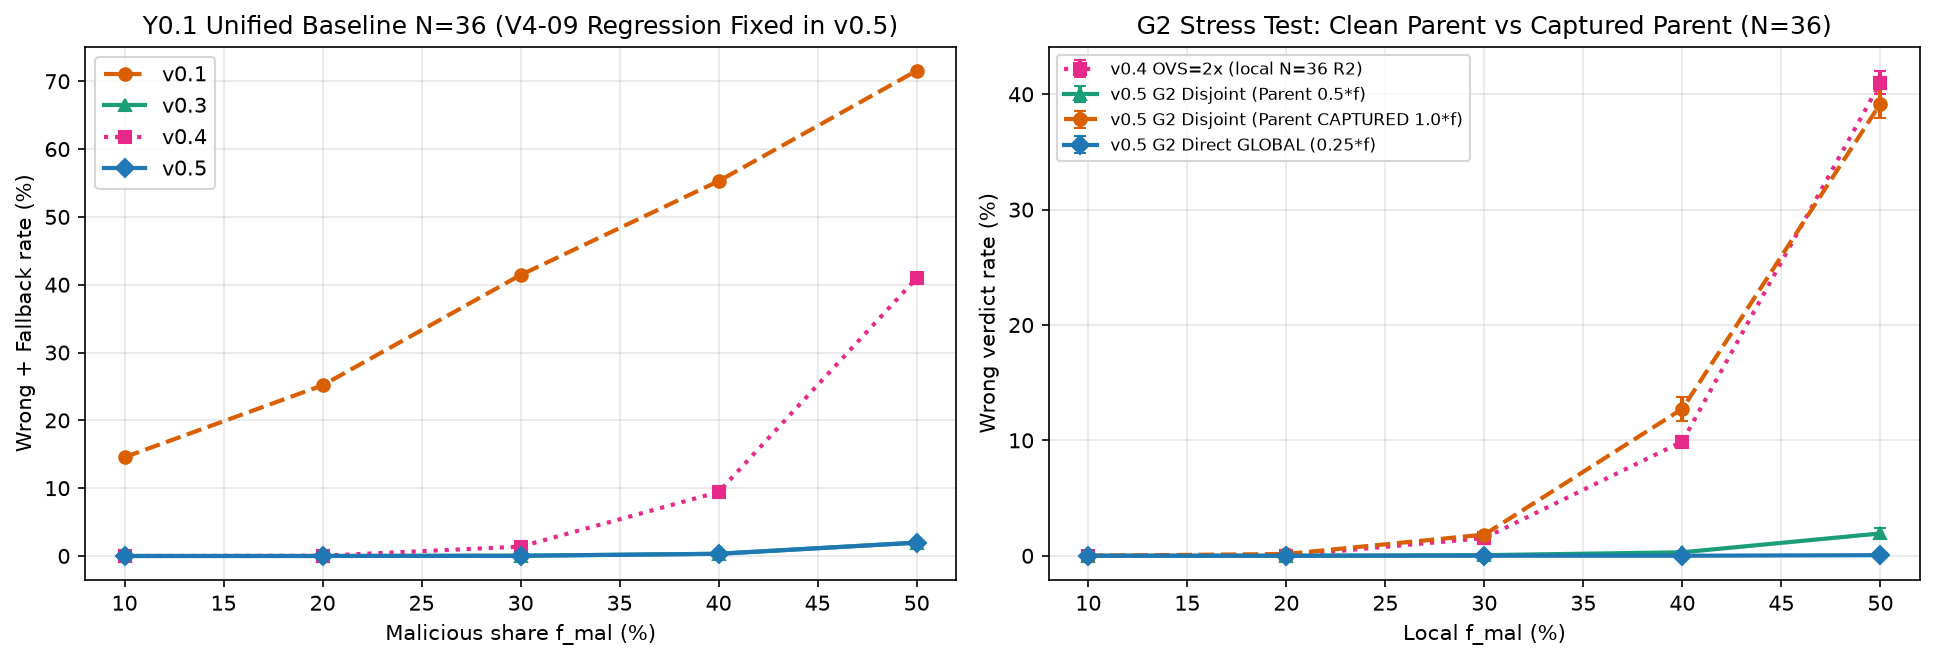 Y0.1 Unified Baseline N=36 (V4-09 Regression Fixed in v0.5)
Wrong + Fallback rate (%)
70
60
50
40
30
20
10
0
v0.1
v0.3
v0.4
v0.5
10 15 20 25 30 35 40 45 50
Malicious share f_mal (%)
G2 Stress Test: Clean Parent vs Captured Parent (N=36)
Wrong verdict rate (%)
40
30
20
10
0
v0.4 OVS=2x (local N=36 R2)
v0.5 G2 Disjoint (Parent 0.5*f)
v0.5 G2 Disjoint (Parent CAPTURED 1.0*f)
v0.5 G2 Direct GLOBAL (0.25*f)
10 15 20 25 30 35 40 45 50
Local f_mal (%)